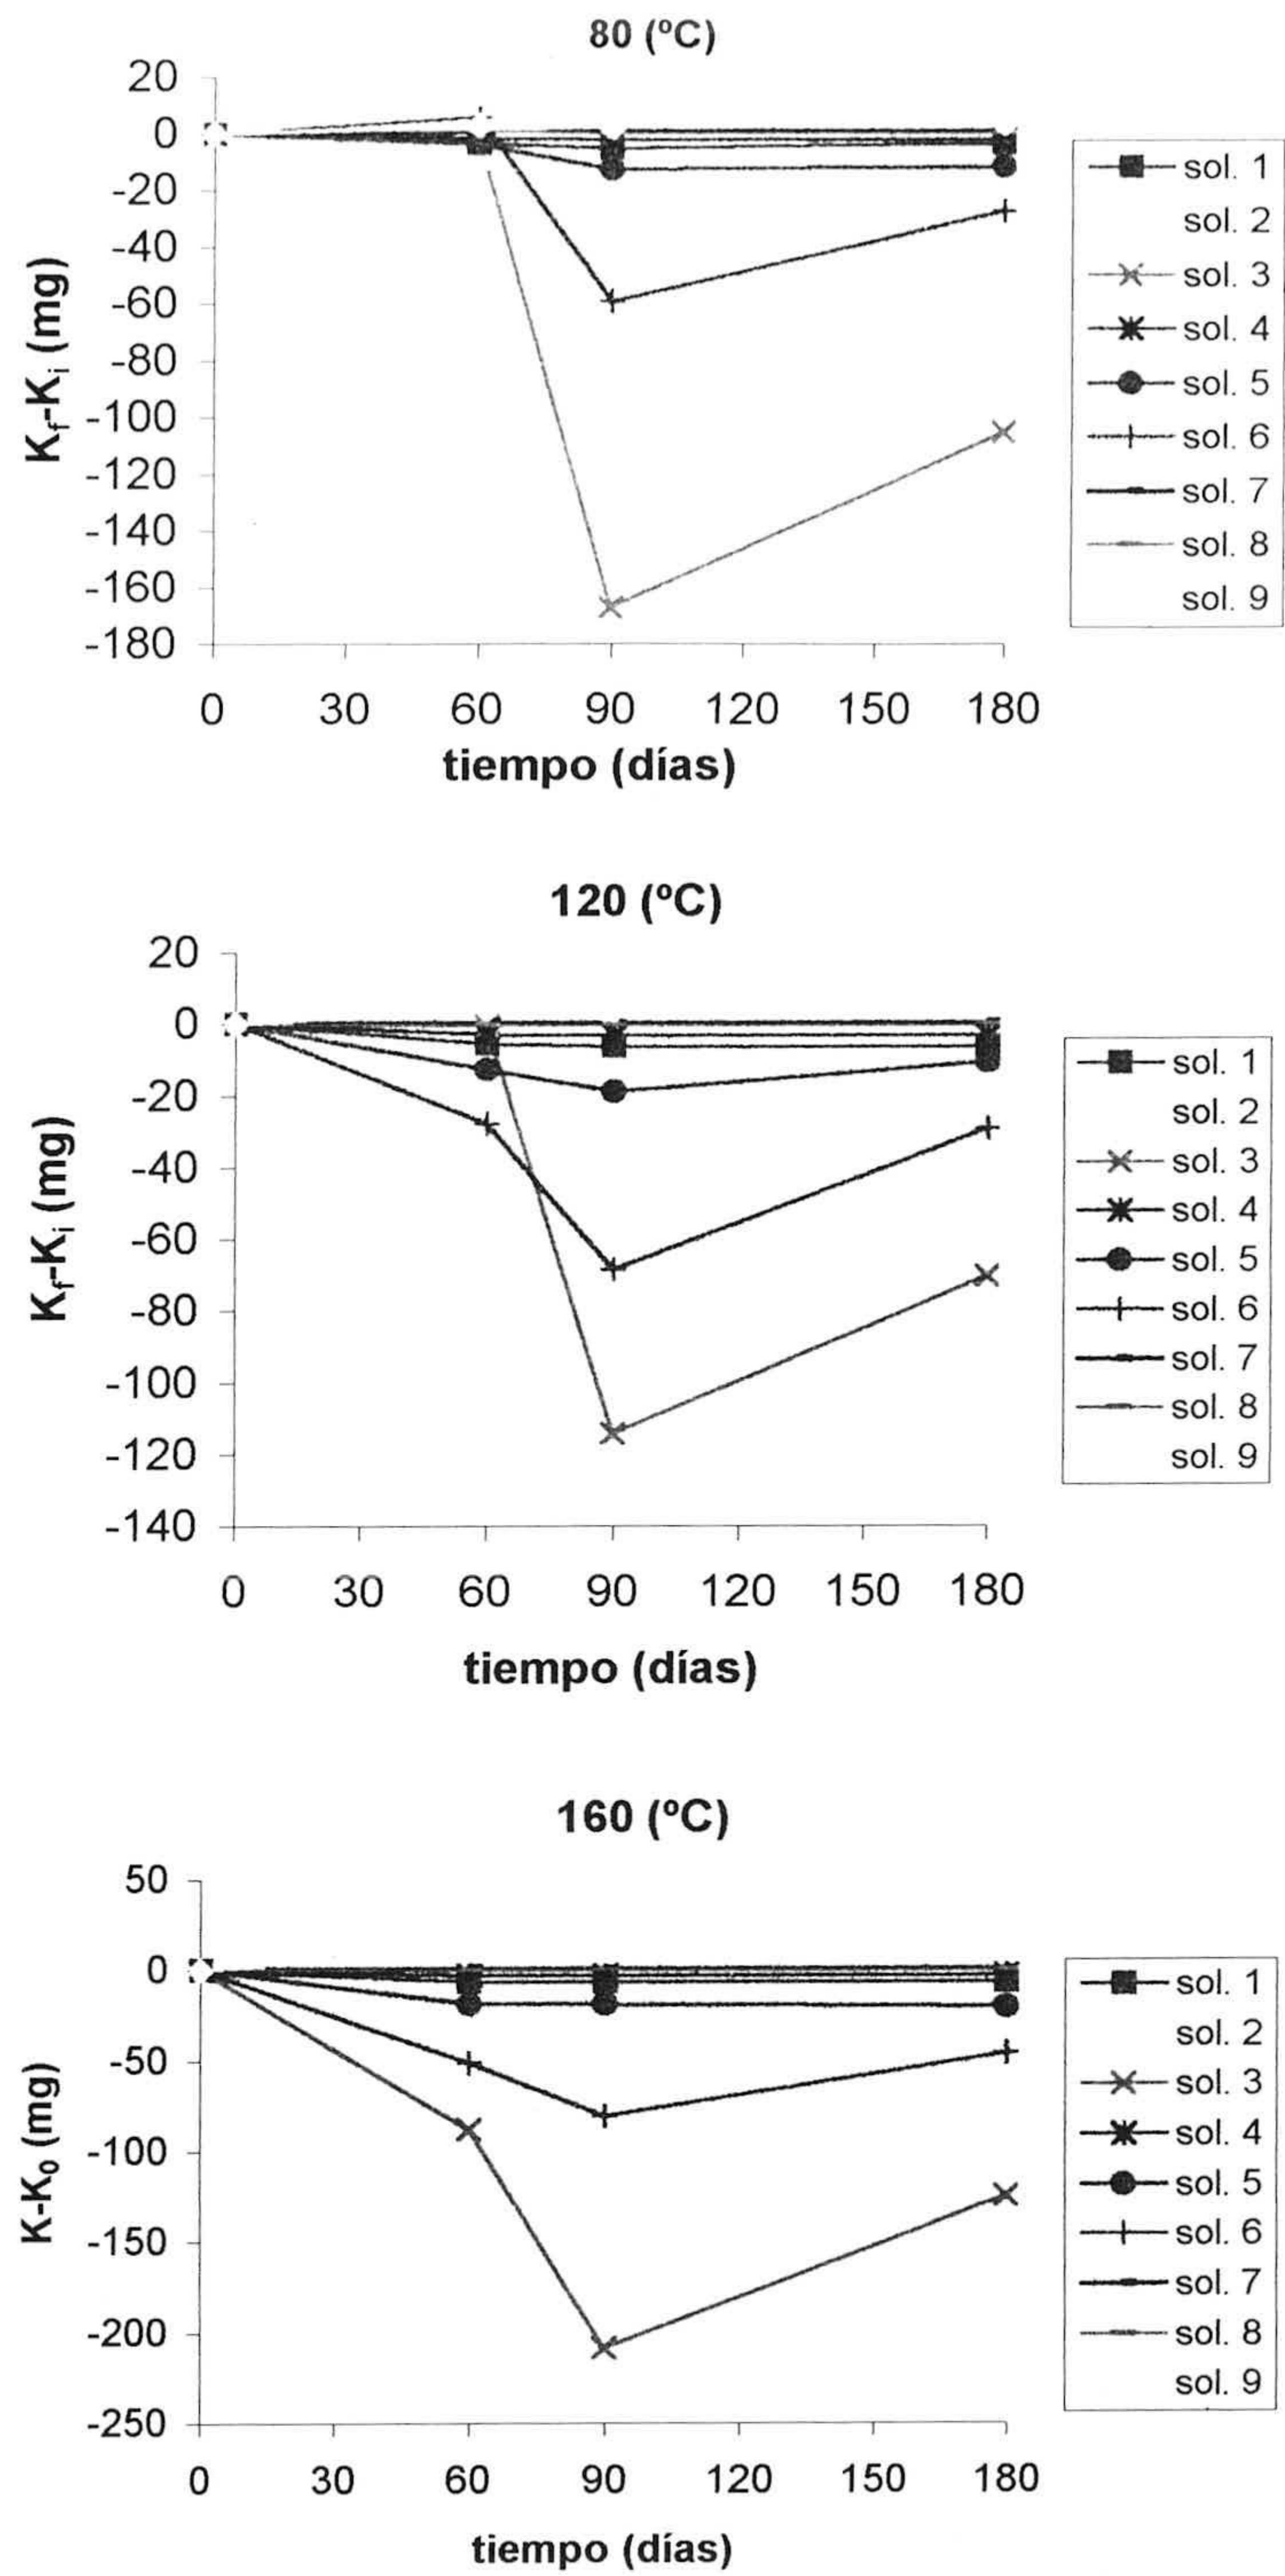 80 (ºC)
20
0
-20
-40
-60
-80
-100
-120
-140
-160
-180
Kf-Ki (mg)
0 30 60 90 120 150 180
tiempo (días)
sol. 1
sol. 2
sol. 3
sol. 4
sol. 5
sol. 6
sol. 7
sol. 8
sol. 9
120 (ºC)
20
0
-20
-40
-60
-80
-100
-120
-140
Kf-Ki (mg)
0 30 60 90 120 150 180
tiempo (días)
sol. 1
sol. 2
sol. 3
sol. 4
sol. 5
sol. 6
sol. 7
sol. 8
sol. 9
160 (ºC)
50
0
-50
-100
-150
-200
-250
K-K0 (mg)
0 30 60 90 120 150 180
tiempo (días)
sol. 1
sol. 2
sol. 3
sol. 4
sol. 5
sol. 6
sol. 7
sol. 8
sol. 9